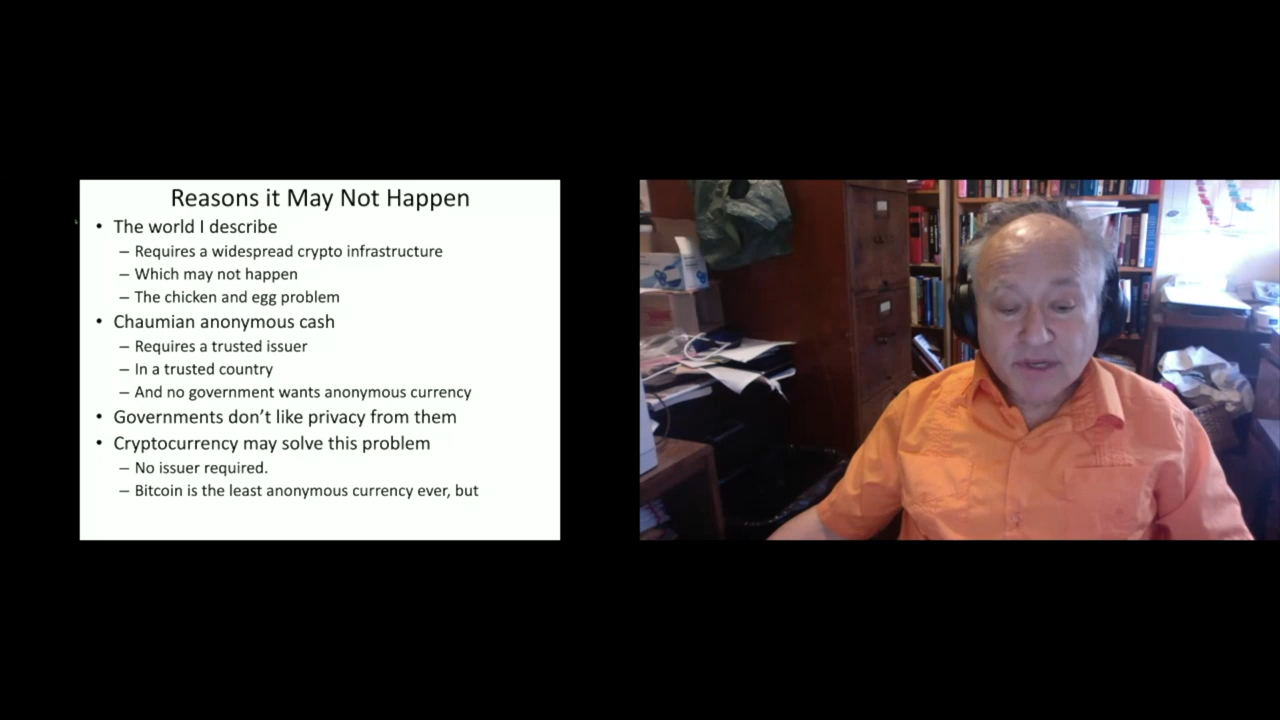 Reasons it May Not Happen
• The world I describe
– Requires a widespread crypto infrastructure
– Which may not happen
– The chicken and egg problem
• Chaumian anonymous cash
– Requires a trusted issuer
– In a trusted country
– And no government wants anonymous currency
• Governments don’t like privacy from them
• Cryptocurrency may solve this problem
– No issuer required.
– Bitcoin is the least anonymous currency ever, but